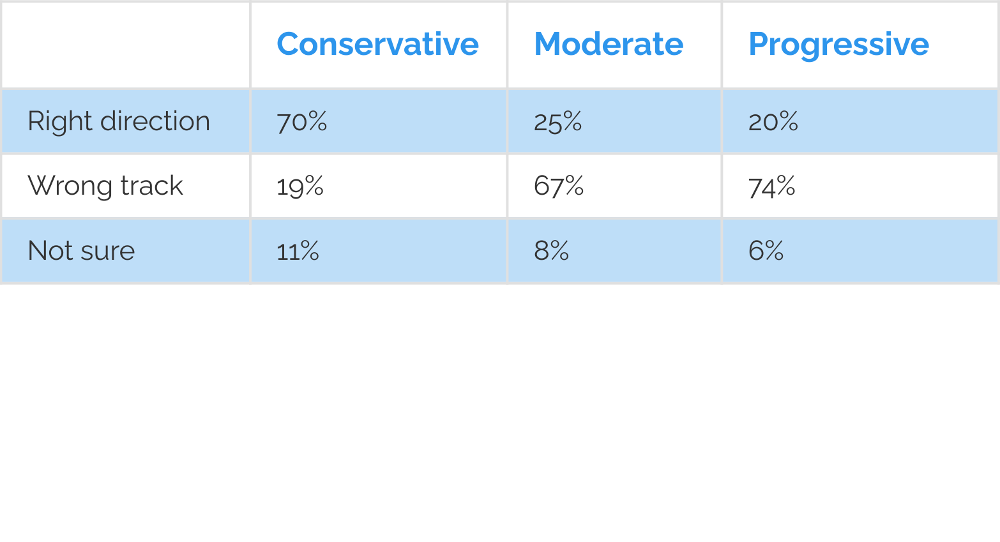 Conservative Moderate Progressive
Right direction 70% 25% 20%
Wrong track 19% 67% 74%
Not sure 11% 8% 6%